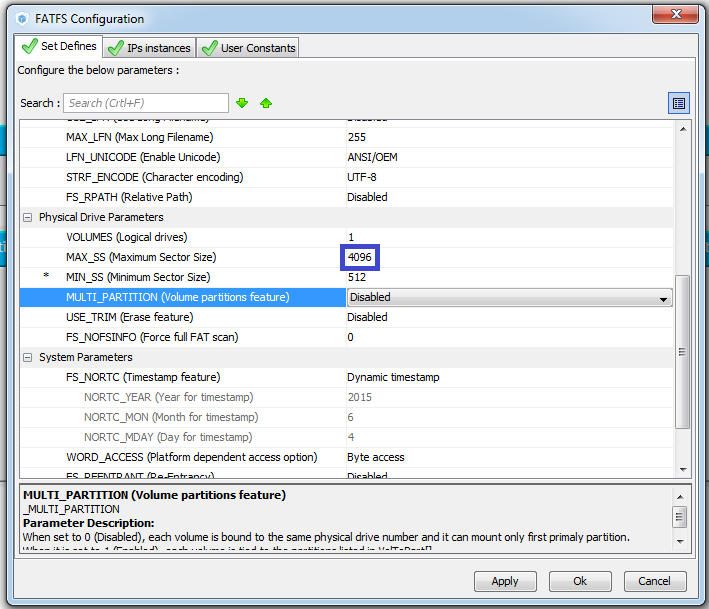 FATFS Configuration
Set Defines IPs instances User Constants
Configure the below parameters :
Search : Search (Crtl+F)
MAX_LFN (Max Long Filename) 255
LFN_UNICODE (Enable Unicode) ANSI/OEM
STRF_ENCODE (Character encoding) UTF-8
FS_RPATH (Relative Path) Disabled
Physical Drive Parameters
VOLUMES (Logical drives) 1
MAX_SS (Maximum Sector Size) 4096
* MIN_SS (Minimum Sector Size) 512
MULTI_PARTITION (Volume partitions feature) Disabled
USE_TRIM (Erase feature) Disabled
FS_NOFSINFO (Force full FAT scan) 0
System Parameters
FS_NORTC (Timestamp feature) Dynamic timestamp
NORTC_YEAR (Year for timestamp) 2015
NORTC_MON (Month for timestamp) 6
NORTC_MDAY (Day for timestamp) 4
WORD_ACCESS (Platform dependent access option) Byte access
FS_REENTRANT (Re-Entrancy) Disabled
MULTI_PARTITION (Volume partitions feature)
_MULTI_PARTITION
Parameter Description:
When set to 0 (Disabled), each volume is bound to the same physical drive number and it can mount only first primaly partition.
When it is set to 1 (Enabled), each volume is tied to the partitions listed in VolToPart[]
Apply Ok Cancel